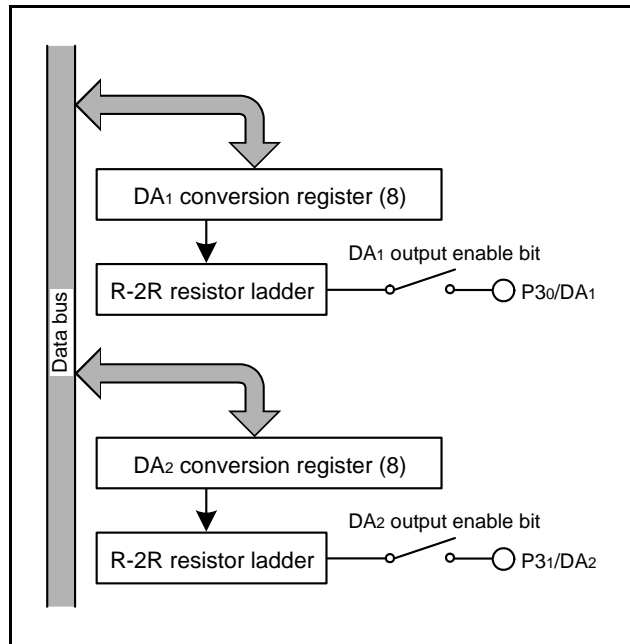 Data bus
DA₁ conversion register (8)
DA₁ output enable bit
R-2R resistor ladder
P3₀/DA₁
DA₂ conversion register (8)
DA₂ output enable bit
R-2R resistor ladder
P3₁/DA₂